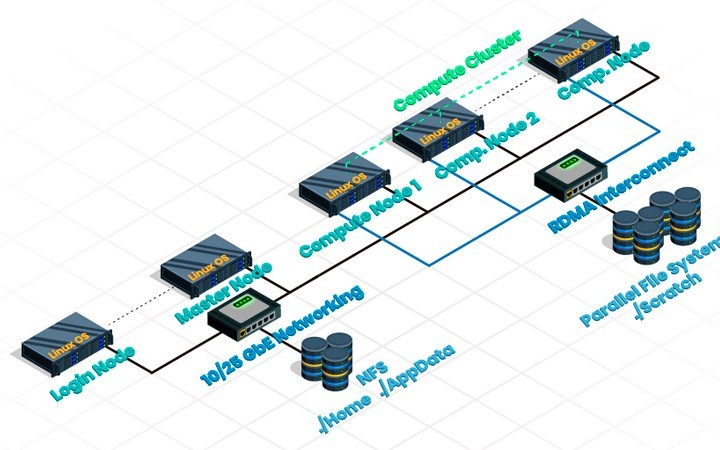 Compute Cluster
Linux OS
Comp. Node
Linux OS
Comp. Node 2
Linux OS
Compute Node 1
RDMA Interconnect
Parallel File System
./Scratch
Linux OS
Master Node
10/25 GbE Networking
Linux OS
Login Node
NFS
./Home ./AppData